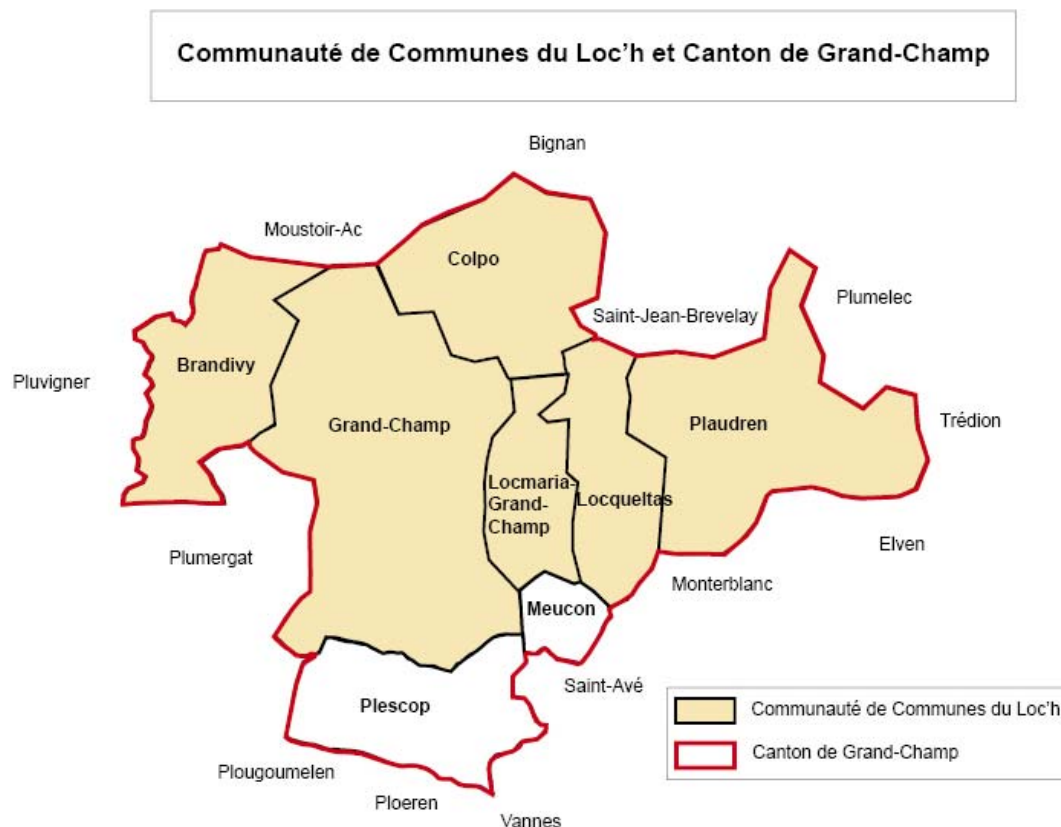 Communauté de Communes du Loc'h et Canton de Grand-Champ
Bignan
Moustoir-Ac
Colpo
Plumelec
Saint-Jean-Brevelay
Brandivy
Pluvigner
Grand-Champ
Plaudren
Trédion
Locmaria-
Grand-
Champ
Locqueltas
Elven
Plumergat
Monterblanc
Meucon
Saint-Avé
Plescop
Communauté de Communes du Loc'h
Canton de Grand-Champ
Plougoumelen
Ploeren
Vannes